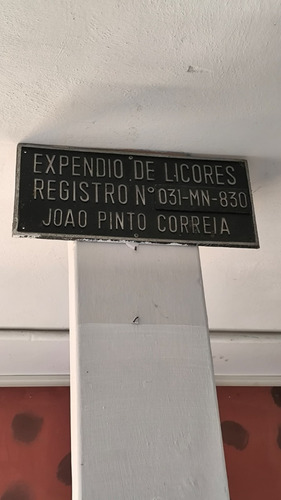 EXPENDIO DE LICORES
REGISTRO N° 031-MN-830
JOAO PINTO CORREIA